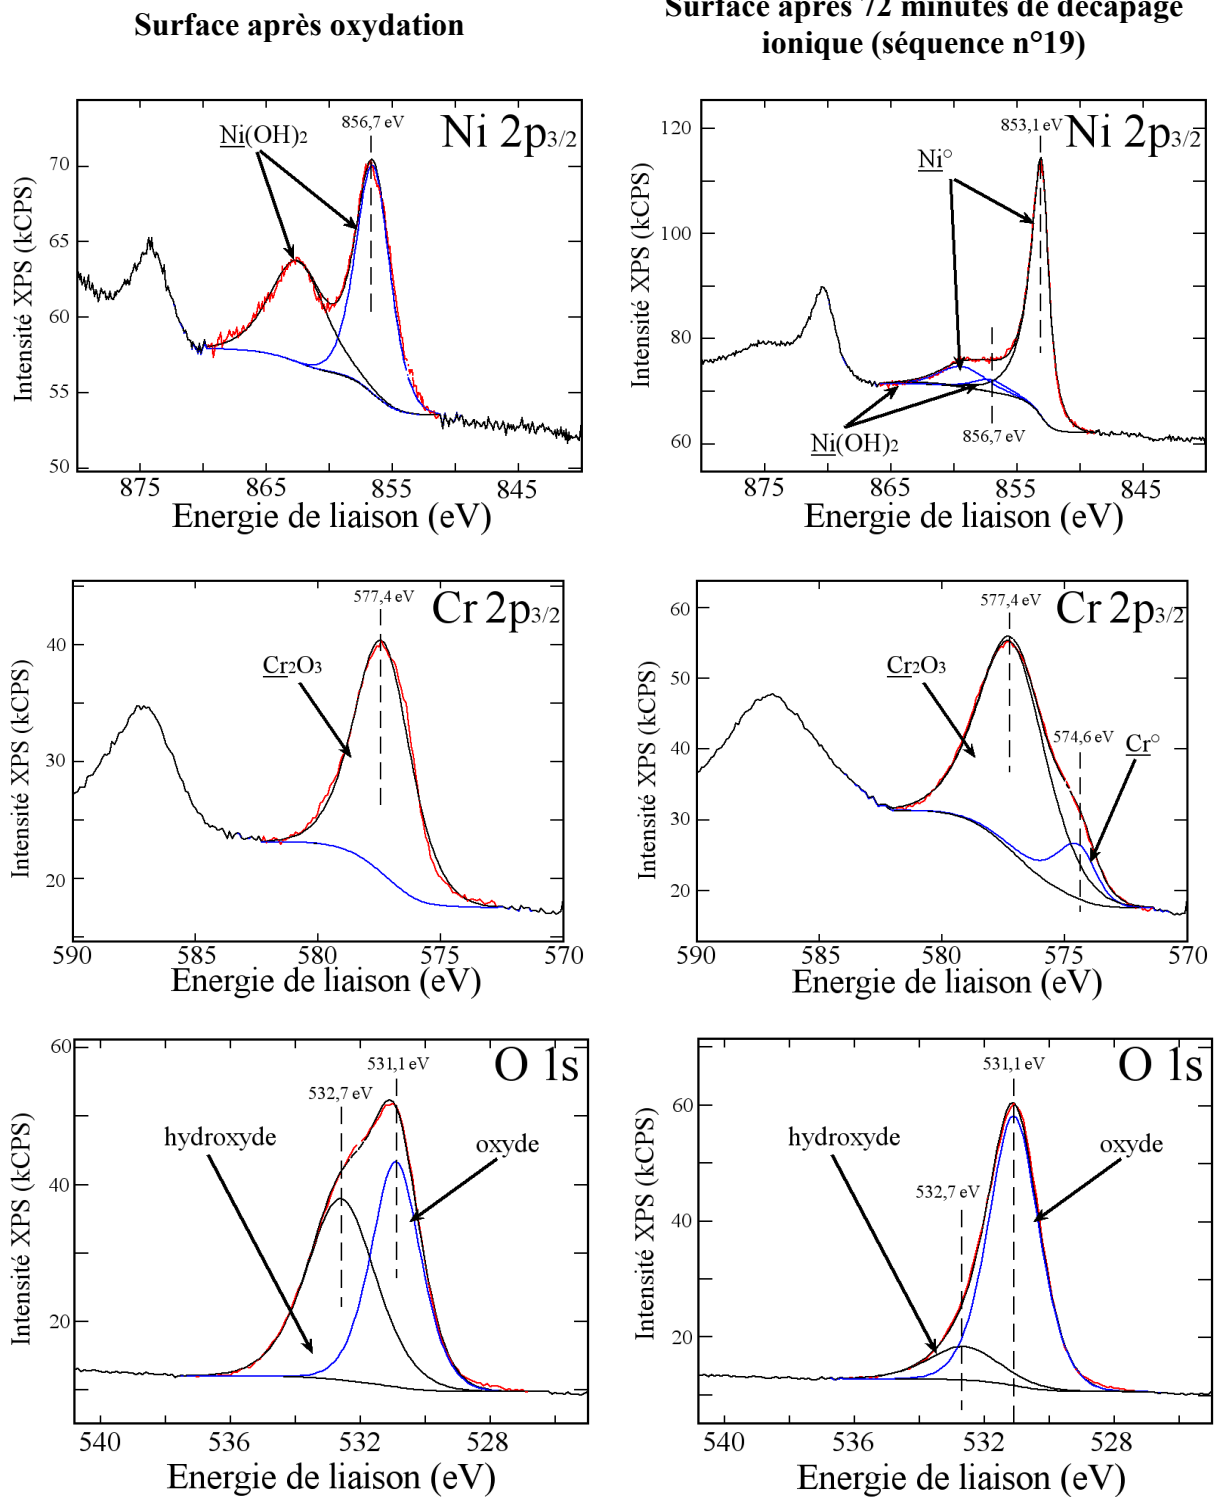 Surface après oxydation
Surface après 72 minutes de décapage
ionique (séquence n°19)
Ni 2p3/2
856,7 eV
Ni(OH)2
70
65
60
55
50
Intensité XPS (kCPS)
875
865
855
845
Energie de liaison (eV)
Ni 2p3/2
853,1 eV
Ni°
Ni(OH)2
856,7 eV
120
100
80
60
Intensité XPS (kCPS)
875
865
855
845
Energie de liaison (eV)
Cr 2p3/2
577,4 eV
Cr2O3
40
30
20
Intensité XPS (kCPS)
590
585
580
575
570
Energie de liaison (eV)
Cr 2p3/2
577,4 eV
Cr2O3
574,6 eV
Cr°
60
50
40
30
20
Intensité XPS (kCPS)
590
585
580
575
570
Energie de liaison (eV)
O 1s
531,1 eV
532,7 eV
hydroxyde
oxyde
60
40
20
Intensité XPS (kCPS)
540
536
532
528
Energie de liaison (eV)
O 1s
531,1 eV
hydroxyde
oxyde
532,7 eV
60
40
20
Intensité XPS (kCPS)
540
536
532
528
Energie de liaison (eV)